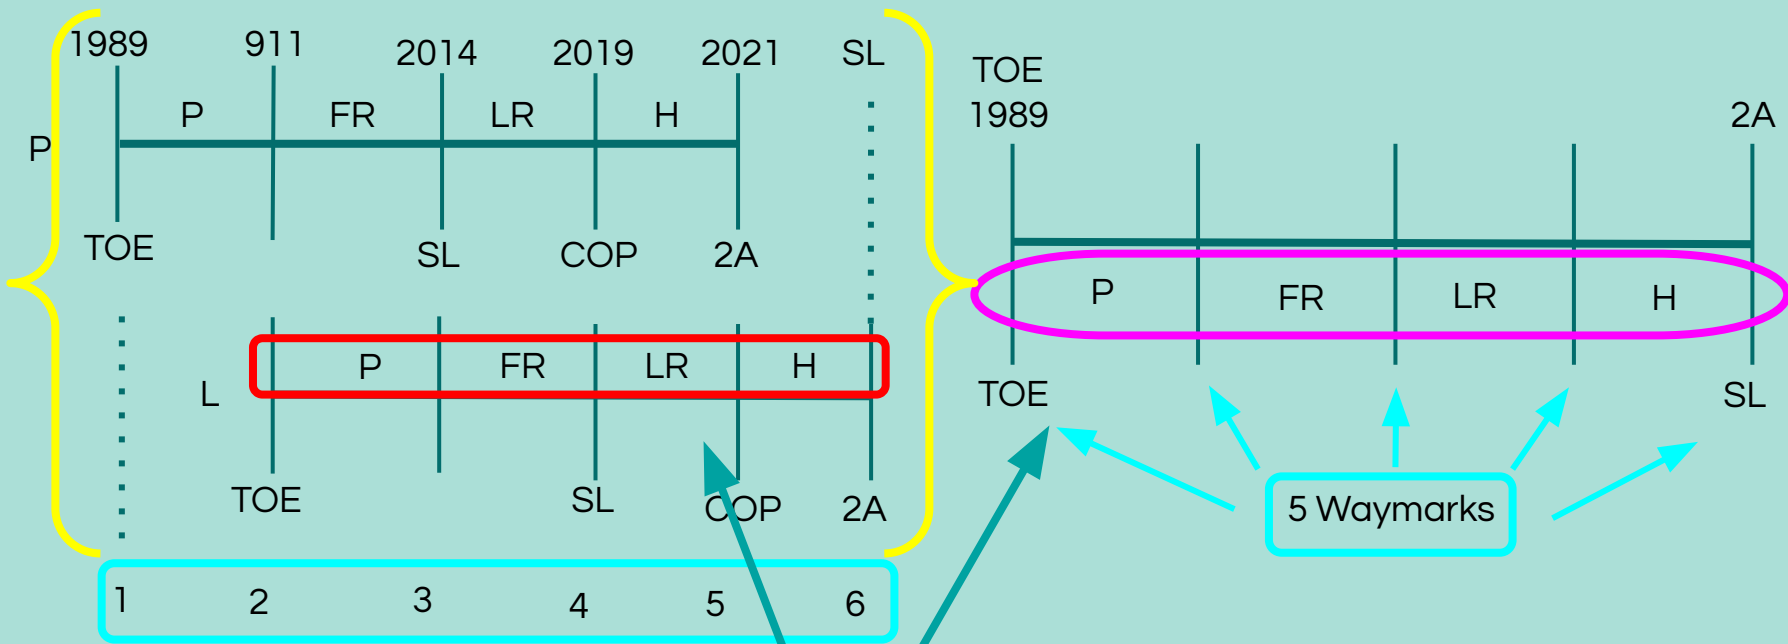 1989 911 2014 2019 2021 SL
P FR LR H
P
TOE SL COP 2A
P FR LR H
L
TOE SL COP 2A
1 2 3 4 5 6
TOE
1989 2A
P FR LR H
TOE SL
5 Waymarks